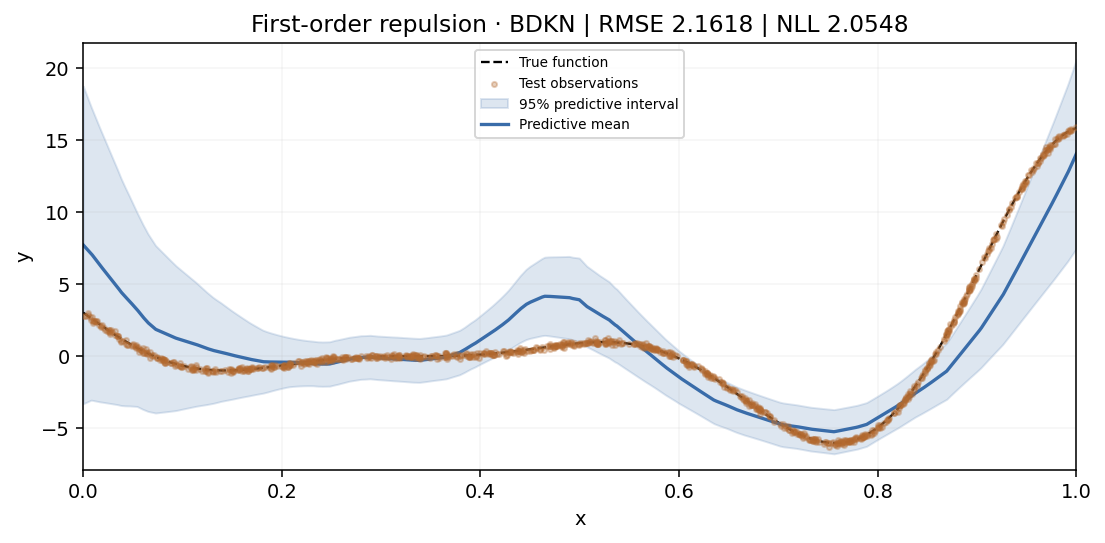 First-order repulsion · BDKN | RMSE 2.1618 | NLL 2.0548
True function
Test observations
95% predictive interval
Predictive mean
y
20
15
10
5
0
−5
0.0 0.2 0.4 0.6 0.8 1.0
x